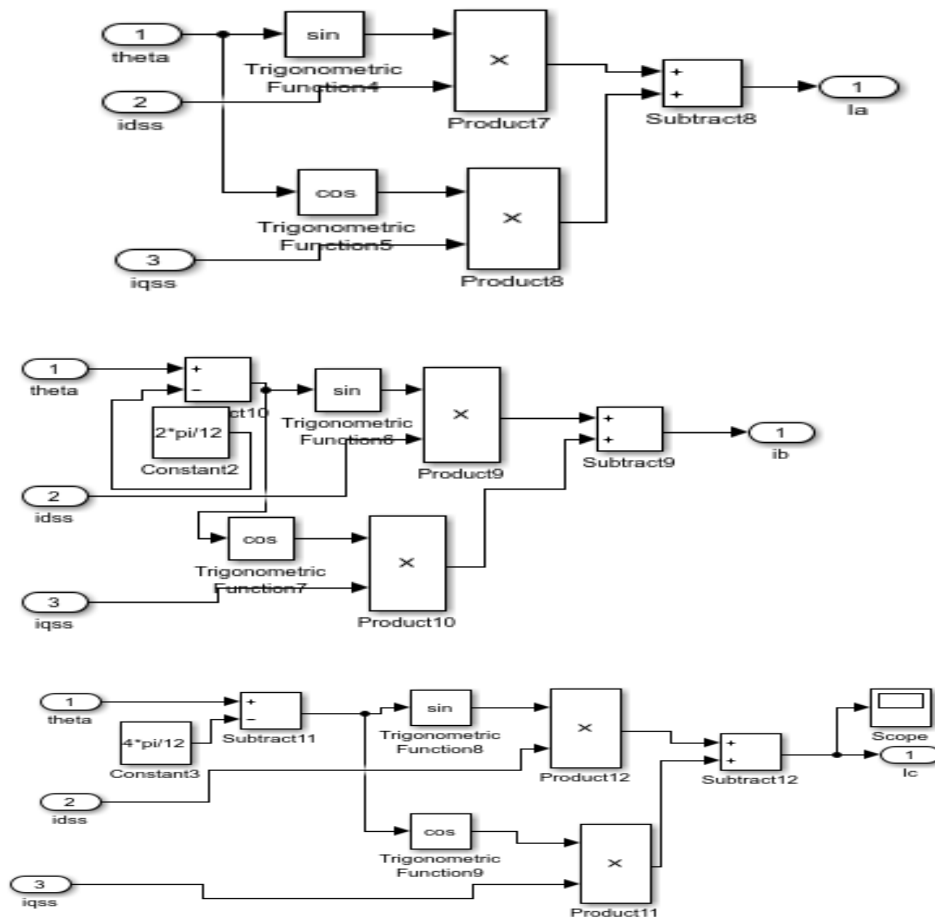 1
theta
sin
Trigonometric
Function4
2
idss
×
Product7
+
+
Subtract8
1
Ia
cos
Trigonometric
Function5
3
iqss
×
Product8
1
theta
+
−
ct10
2*pi/12
Constant2
sin
Trigonometric
Function6
×
Product9
+
+
Subtract9
1
ib
2
idss
cos
Trigonometric
Function7
3
iqss
×
Product10
1
theta
+
−
Subtract11
4*pi/12
Constant3
sin
Trigonometric
Function8
×
Product12
+
+
Subtract12
Scope
1
Ic
2
idss
cos
Trigonometric
Function9
3
iqss
×
Product11